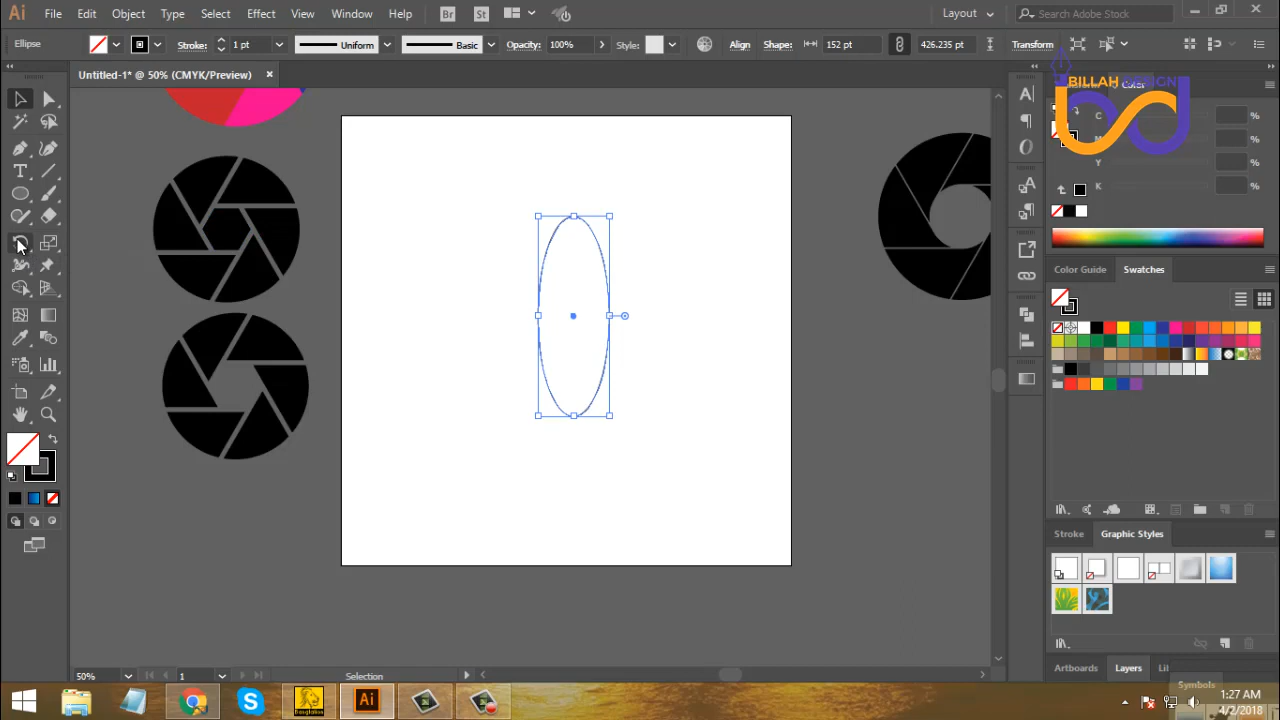 Ai File Edit Object Type Select Effect View Window Help Br St Layout Search Adobe Stock
Ellipse Stroke: 1 pt Uniform Basic Opacity: 100% Style: Align Shape: 152 pt 426.235 pt Transform
Untitled-1* @ 50% (CMYK/Preview)
BILLAH DESIGN
Color
C %
M %
Y %
K %
Color Guide Swatches
Stroke Graphic Styles
Artboards Layers
50% 1 Selection
Symbols
Ai
1:27 AM
4/2/2018